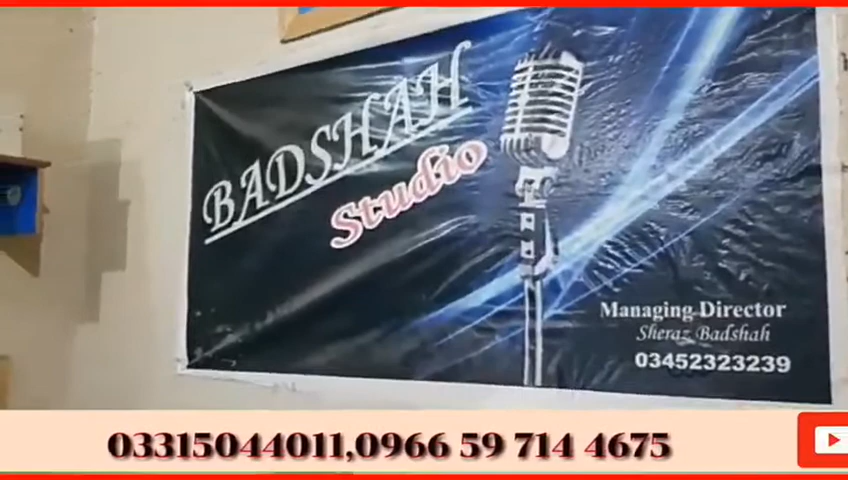 BADSHAH
Studio
Managing Director
Sheraz Badshah
03452323239
03315044011,0966 59 714 4675